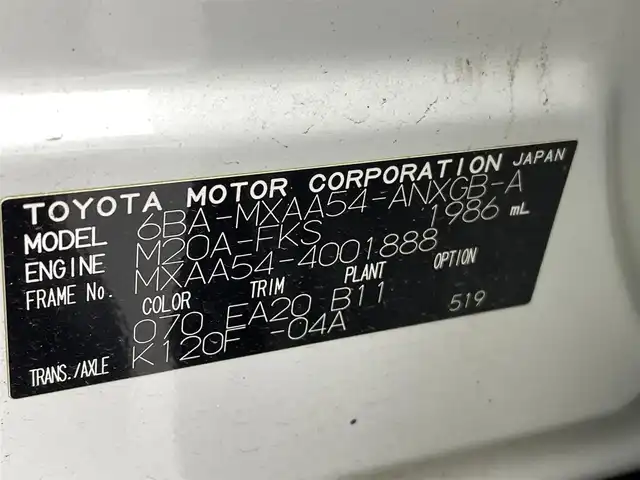 TOYOTA MOTOR CORPORATION JAPAN
MODEL 6BA-MXAA54-ANXGB-A
ENGINE M20A-FKS 1986 mL
FRAME No. MXAA54-4001888
COLOR TRIM PLANT OPTION
070 EA20 B11
TRANS./AXLE K120F -04A 519